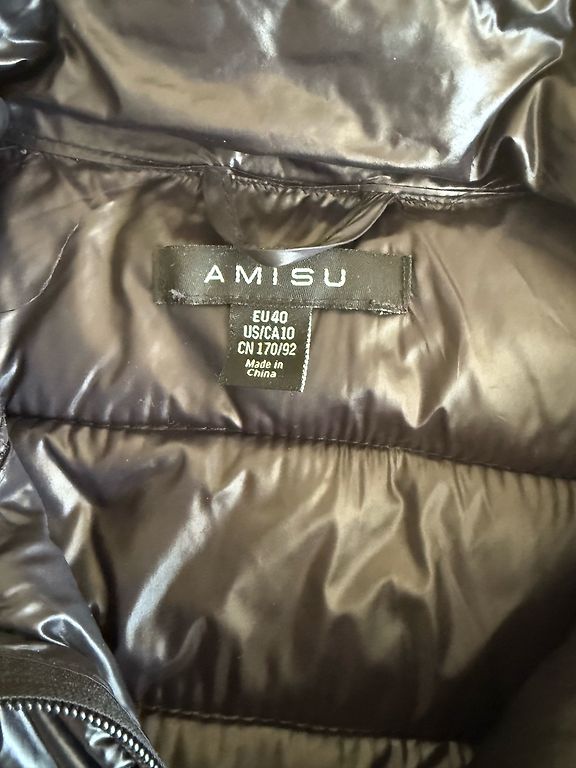 AMISU
EU40
US/CA10
CN 170/92
Made in
China